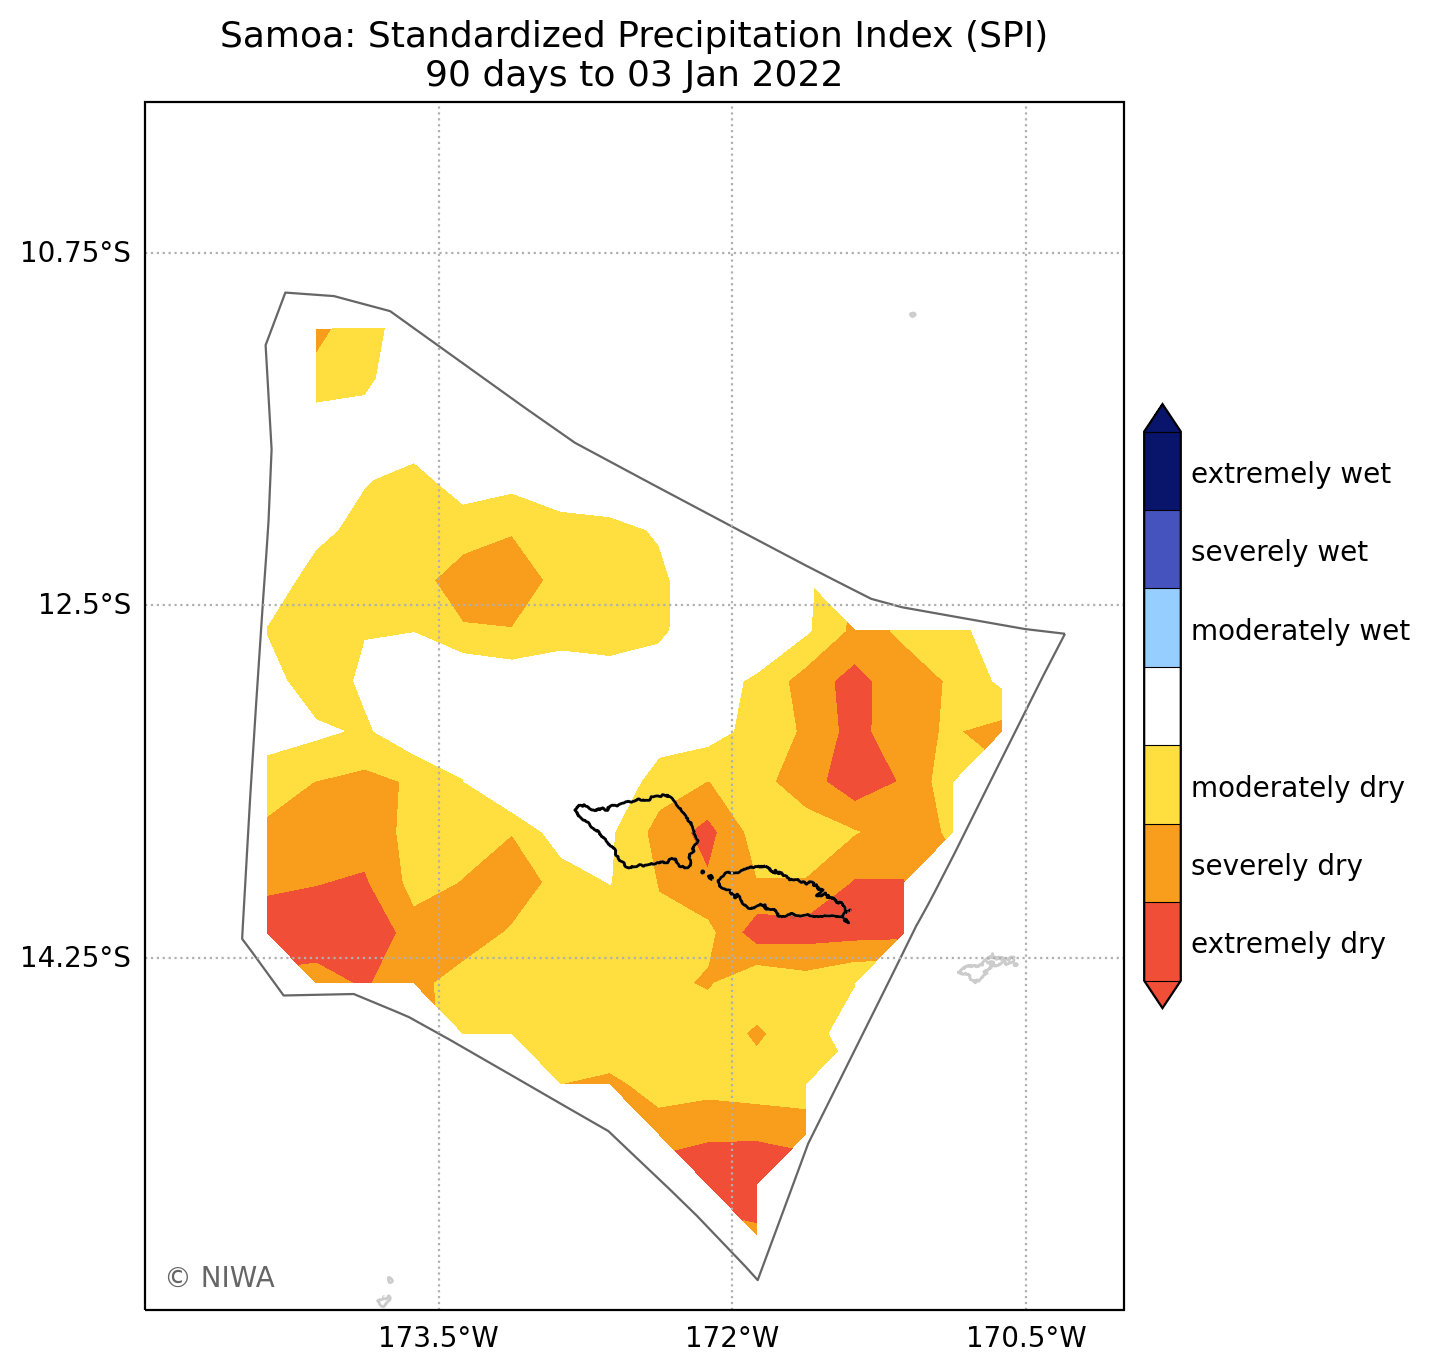 Samoa: Standardized Precipitation Index (SPI)
90 days to 03 Jan 2022
10.75°S
12.5°S
14.25°S
extremely wet
severely wet
moderately wet
moderately dry
severely dry
extremely dry
© NIWA
173.5°W
172°W
170.5°W